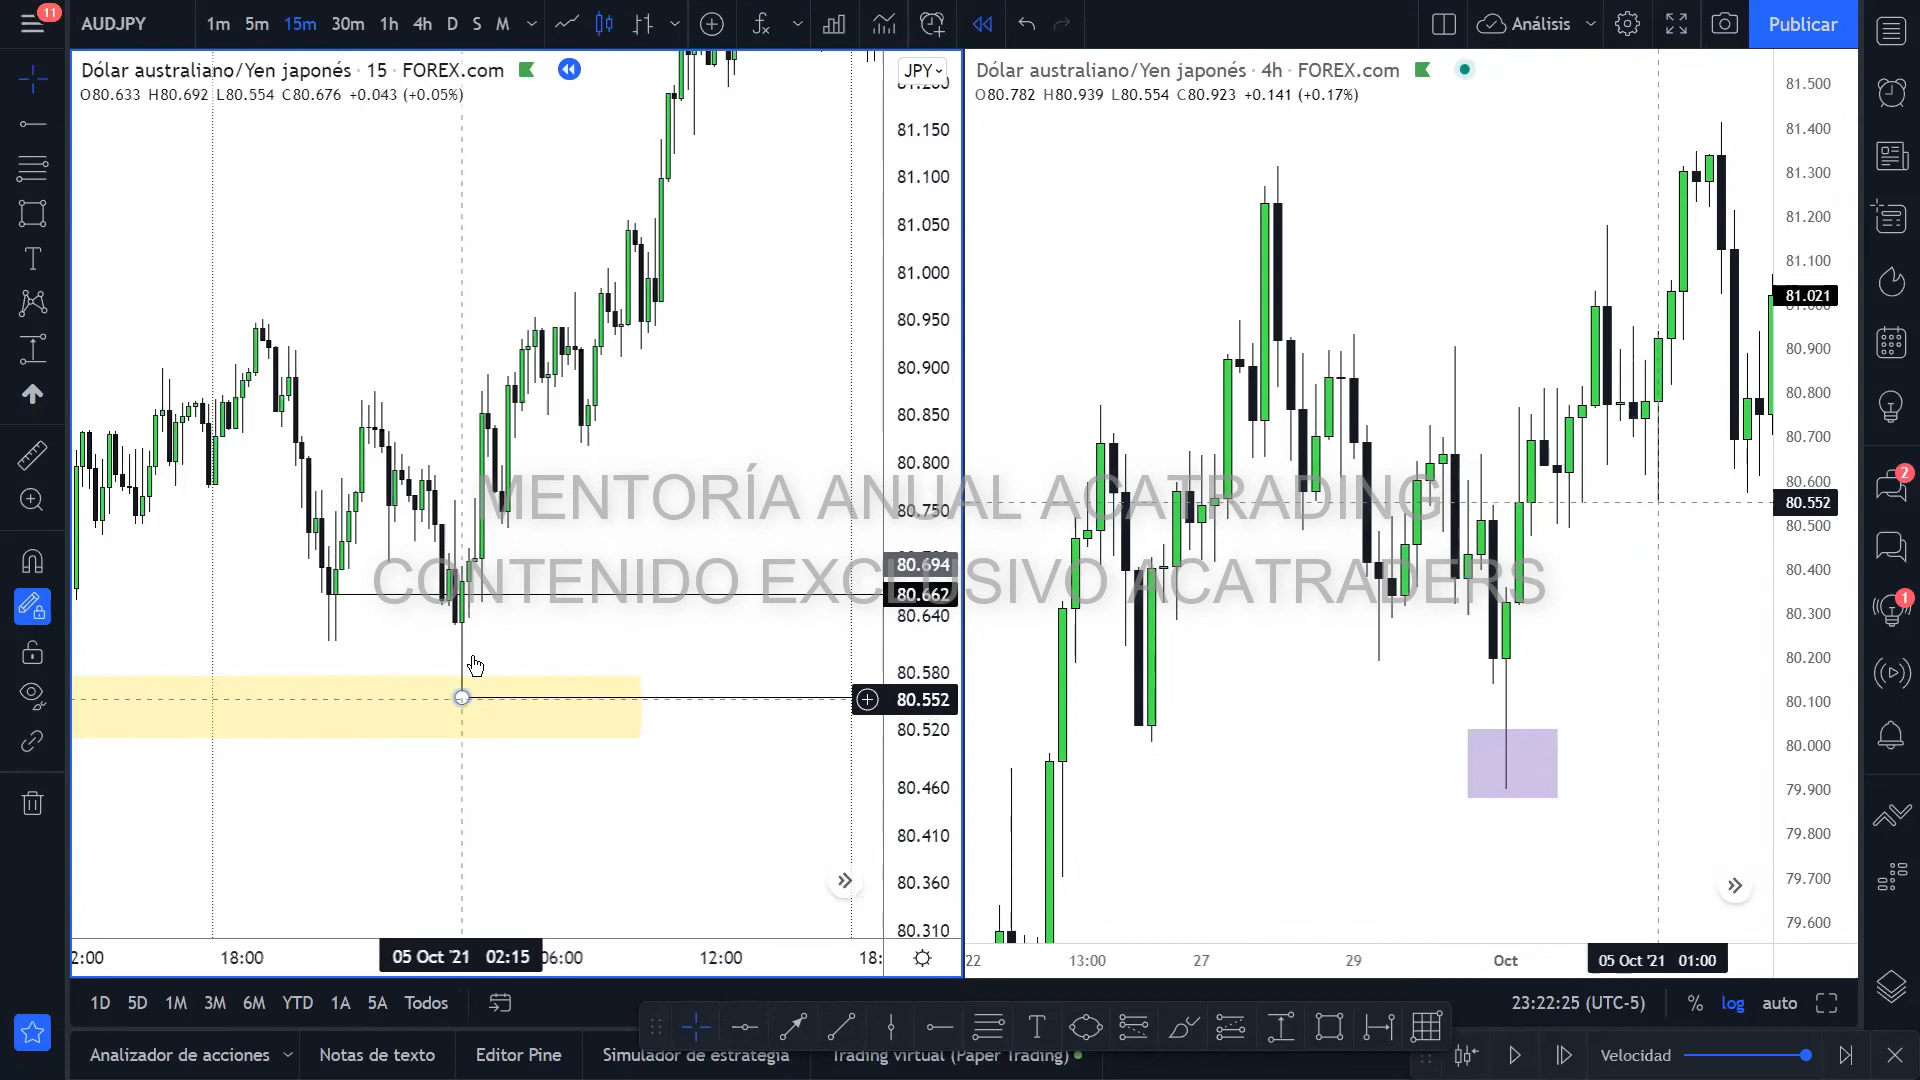 11
AUDJPY
1m 5m 15m 30m 1h 4h D S M
Análisis
Publicar
Dólar australiano/Yen japonés · 15 · FOREX.com
O80.633 H80.692 L80.554 C80.676 +0.043 (+0.05%)
JPY
81.150
81.100
81.050
81.000
80.950
80.900
80.850
80.800
80.750
80.694
80.662
80.640
80.580
80.552
80.520
80.460
80.410
80.360
80.310
2:00 18:00 05 Oct '21 02:15 06:00 12:00 18:
Dólar australiano/Yen japonés · 4h · FOREX.com
O80.782 H80.939 L80.554 C80.923 +0.141 (+0.17%)
81.500
81.400
81.300
81.200
81.100
81.021
80.900
80.800
80.700
80.600
80.552
80.500
80.400
80.300
80.200
80.100
80.000
79.900
79.800
79.700
79.600
22 13:00 27 29 Oct 05 Oct '21 01:00
MENTORÍA ANUAL ACATRADING
CONTENIDO EXCLUSIVO ACATRADERS
2
1
1D 5D 1M 3M 6M YTD 1A 5A Todos
23:22:25 (UTC-5) % log auto
Analizador de acciones Notas de texto Editor Pine Simulador de estrategia Trading virtual (Paper Trading)
Velocidad